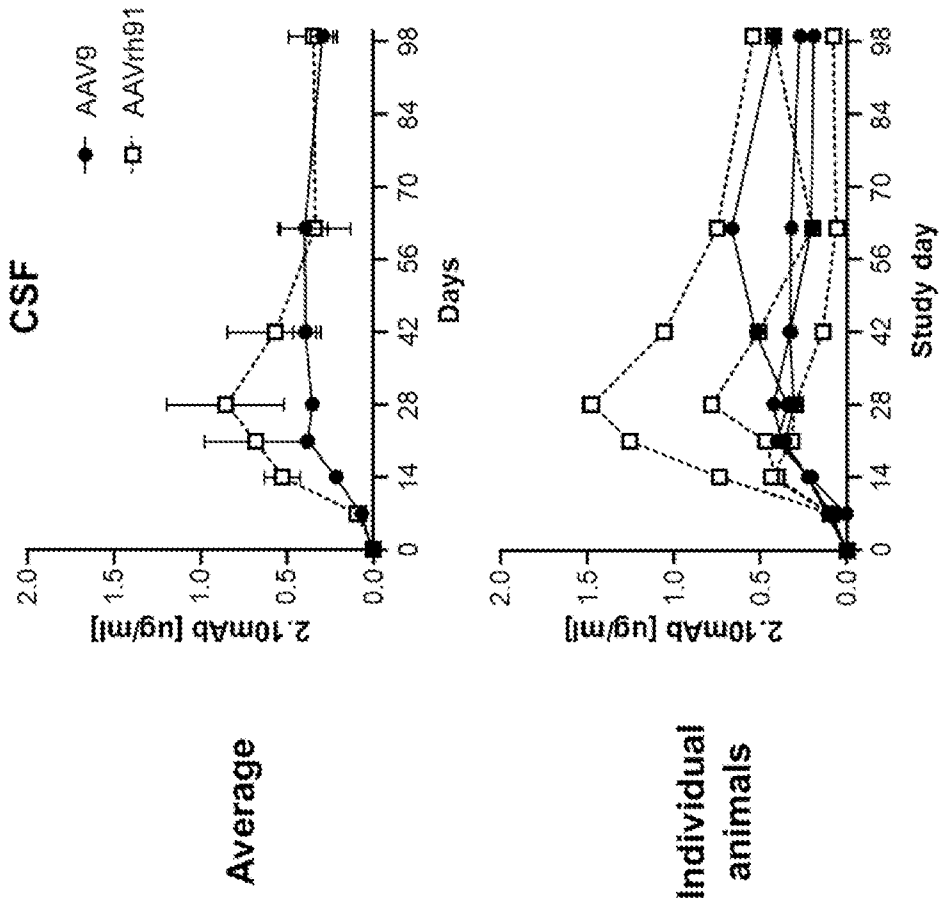 CSF
AAV9
AAVrh91
Average
2.10mAb [ug/ml]
2.0
1.5
1.0
0.5
0.0
0 14 28 42 56 70 84 98
Days
Individual
animals
2.10mAb [ug/ml]
2.0
1.5
1.0
0.5
0.0
0 14 28 42 56 70 84 98
Study day